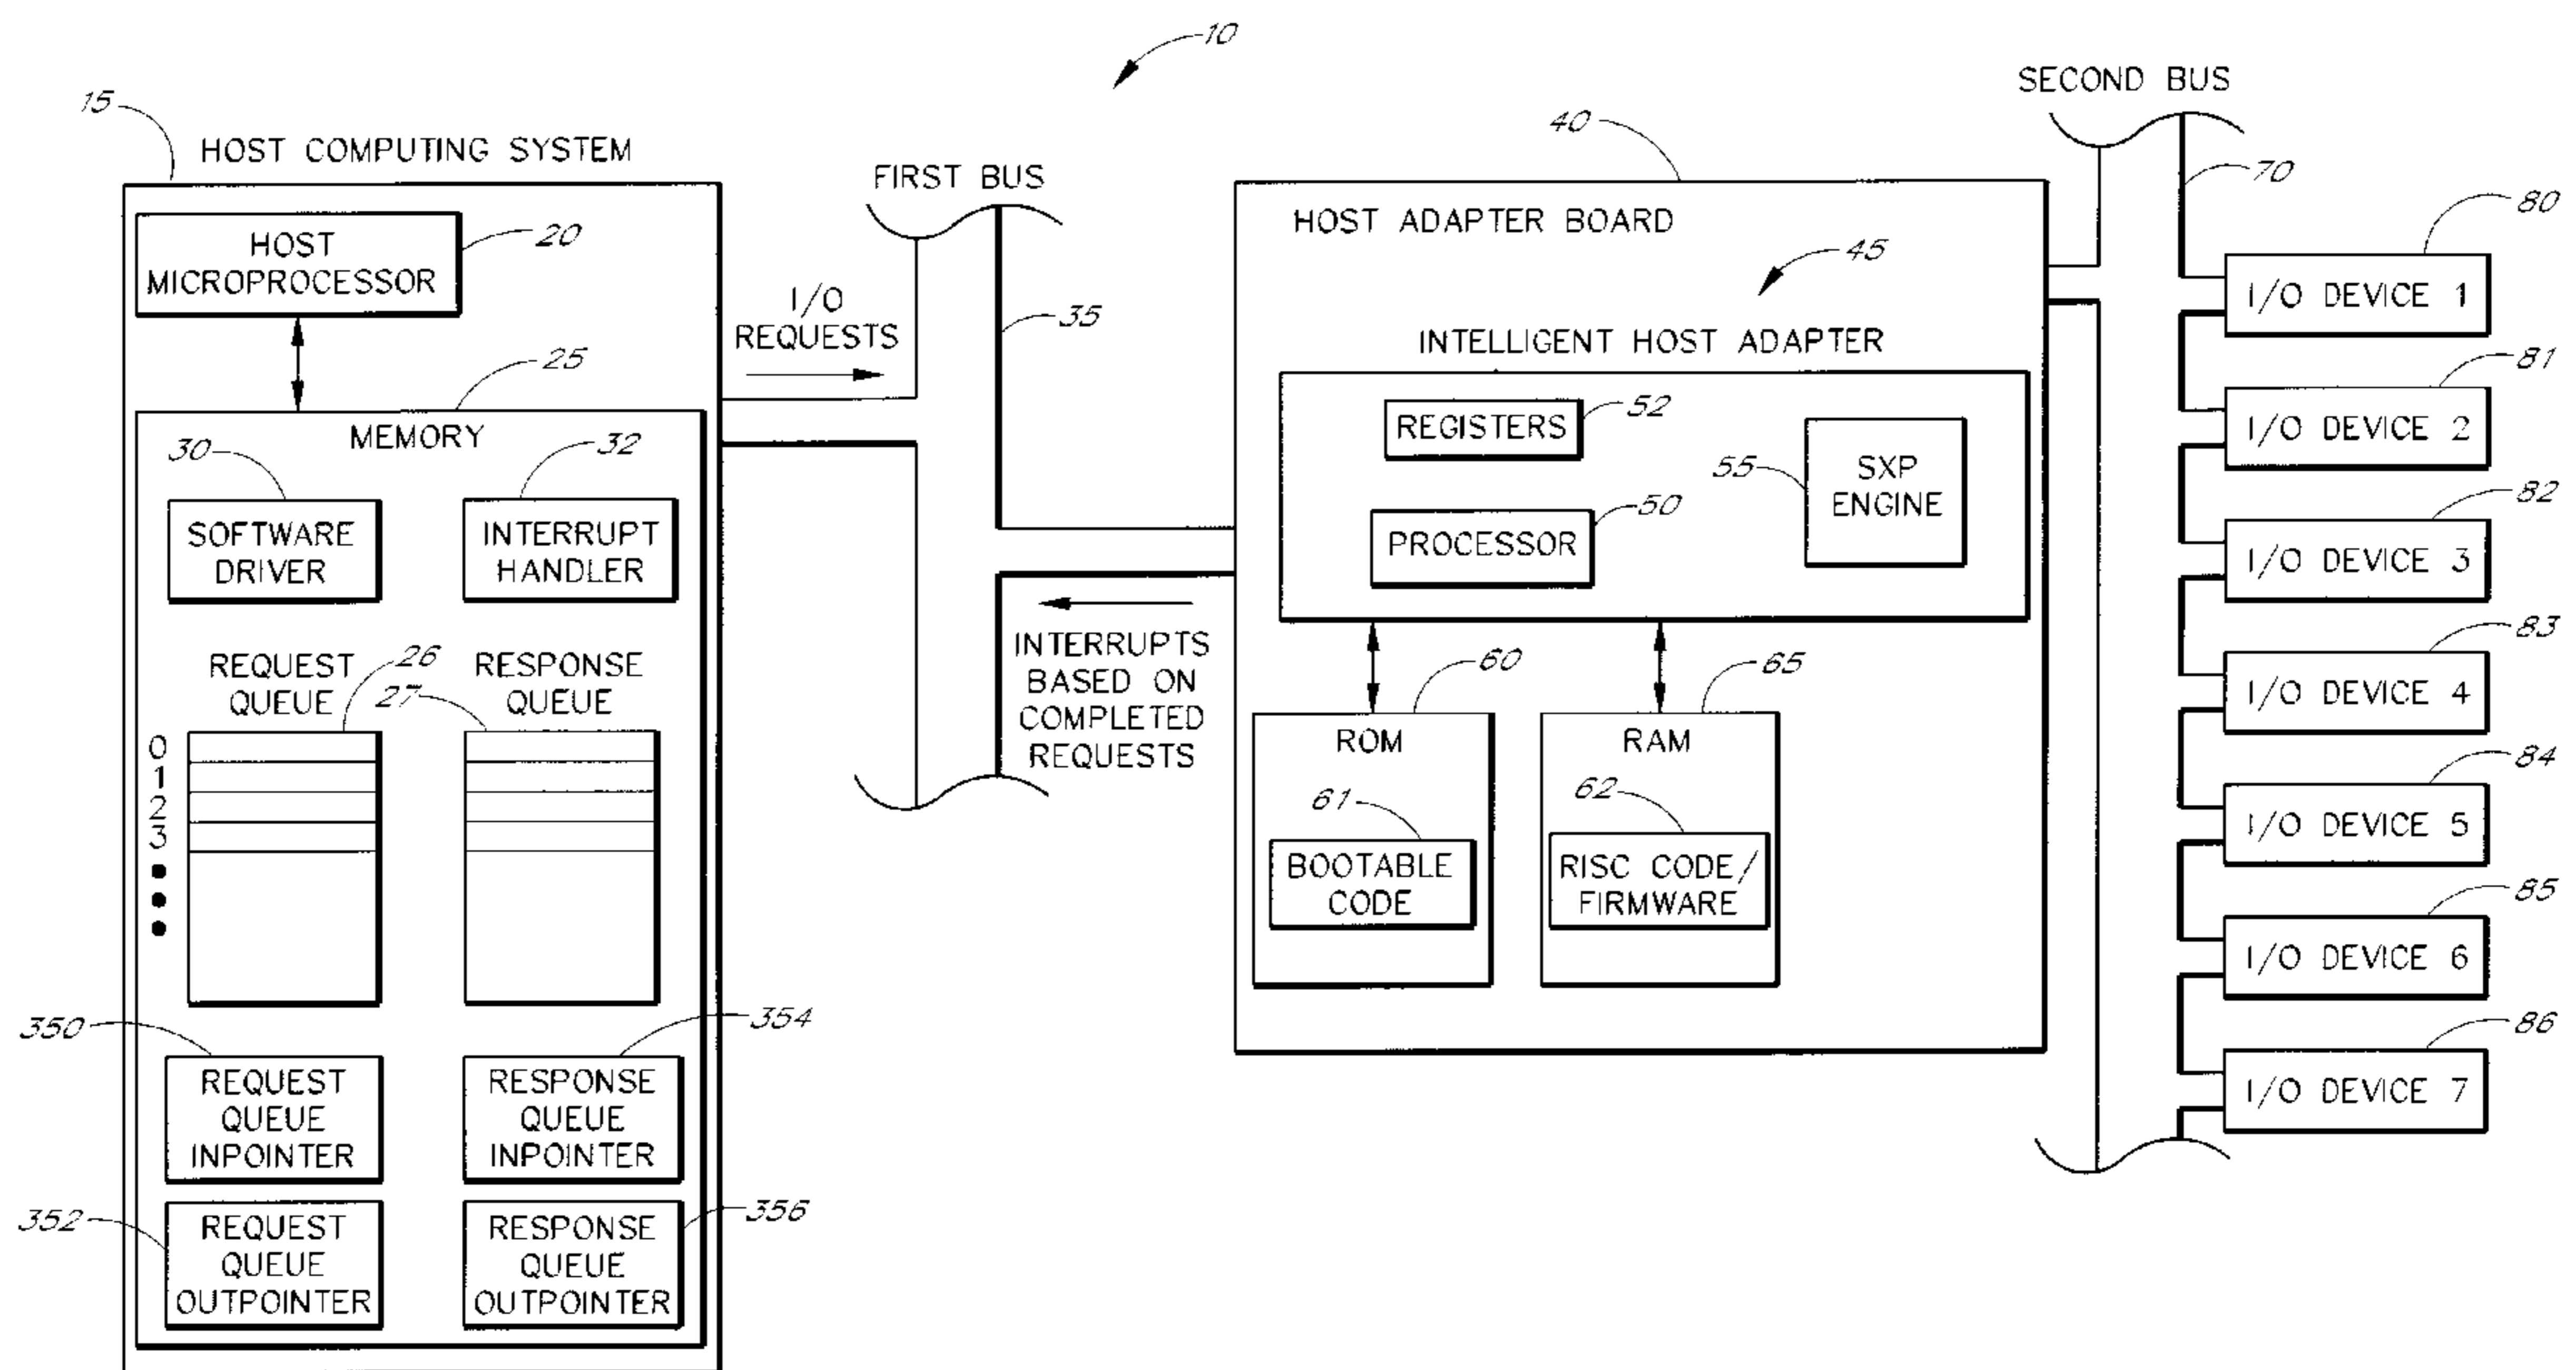 10
15
HOST COMPUTING SYSTEM
HOST
MICROPROCESSOR
20
25
MEMORY
30
32
SOFTWARE
DRIVER
INTERRUPT
HANDLER
REQUEST
QUEUE
26
RESPONSE
QUEUE
27
0
1
2
3
350
REQUEST
QUEUE
INPOINTER
354
RESPONSE
QUEUE
INPOINTER
352
REQUEST
QUEUE
OUTPOINTER
356
RESPONSE
QUEUE
OUTPOINTER
I/O
REQUESTS
FIRST BUS
35
INTERRUPTS
BASED ON
COMPLETED
REQUESTS
40
HOST ADAPTER BOARD
45
INTELLIGENT HOST ADAPTER
REGISTERS
52
PROCESSOR
50
55
SXP
ENGINE
60
ROM
61
BOOTABLE
CODE
65
RAM
62
RISC CODE/
FIRMWARE
SECOND BUS
70
80
I/O DEVICE 1
81
I/O DEVICE 2
82
I/O DEVICE 3
83
I/O DEVICE 4
84
I/O DEVICE 5
85
I/O DEVICE 6
86
I/O DEVICE 7